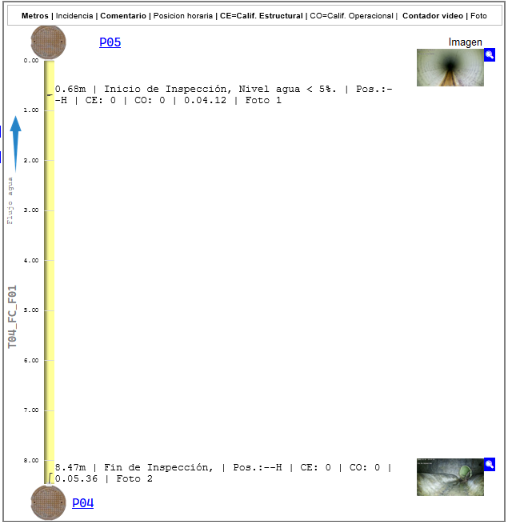 Metros | Incidencia | Comentario | Posicion horaria | CE=Calif. Estructural | CO=Calif. Operacional | Contador video | Foto
P05
Imagen
0.00
0.68m | Inicio de Inspección, Nivel agua < 5%. | Pos.:-
-H | CE: 0 | CO: 0 | 0.04.12 | Foto 1
1.00
2.00
Flujo agua
3.00
4.00
T04_FC_F01
5.00
6.00
7.00
8.00
8.47m | Fin de Inspección, | Pos.:--H | CE: 0 | CO: 0 |
0.05.36 | Foto 2
P04